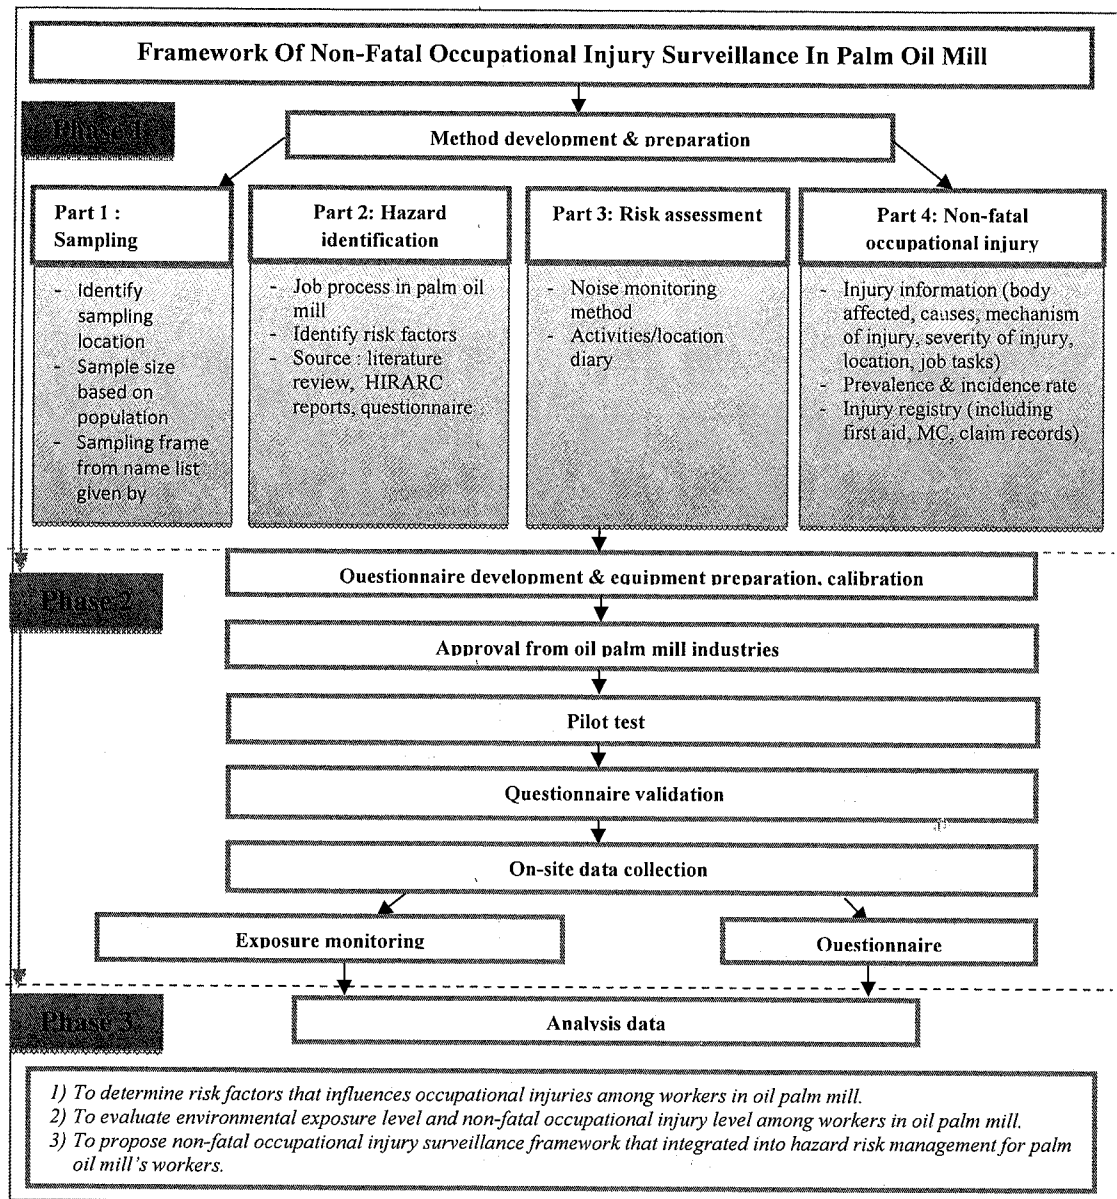 Framework Of Non-Fatal Occupational Injury Surveillance In Palm Oil Mill
Phase 1
Method development & preparation
Part 1 :
Sampling
- Identify
sampling
location
- Sample size
based on
population
- Sampling frame
from name list
given by
Part 2: Hazard
identification
- Job process in palm oil
mill
- Identify risk factors
- Source : literature
review, HIRARC
reports, questionnaire
Part 3: Risk assessment
- Noise monitoring
method
- Activities/location
diary
Part 4: Non-fatal
occupational injury
- Injury information (body
affected, causes, mechanism
of injury, severity of injury,
location, job tasks)
- Prevalence & incidence rate
- Injury registry (including
first aid, MC, claim records)
Phase 2
Questionnaire development & equipment preparation, calibration
Approval from oil palm mill industries
Pilot test
Questionnaire validation
On-site data collection
Exposure monitoring
Questionnaire
Phase 3
Analysis data
1) To determine risk factors that influences occupational injuries among workers in oil palm mill.
2) To evaluate environmental exposure level and non-fatal occupational injury level among workers in oil palm mill.
3) To propose non-fatal occupational injury surveillance framework that integrated into hazard risk management for palm
oil mill's workers.